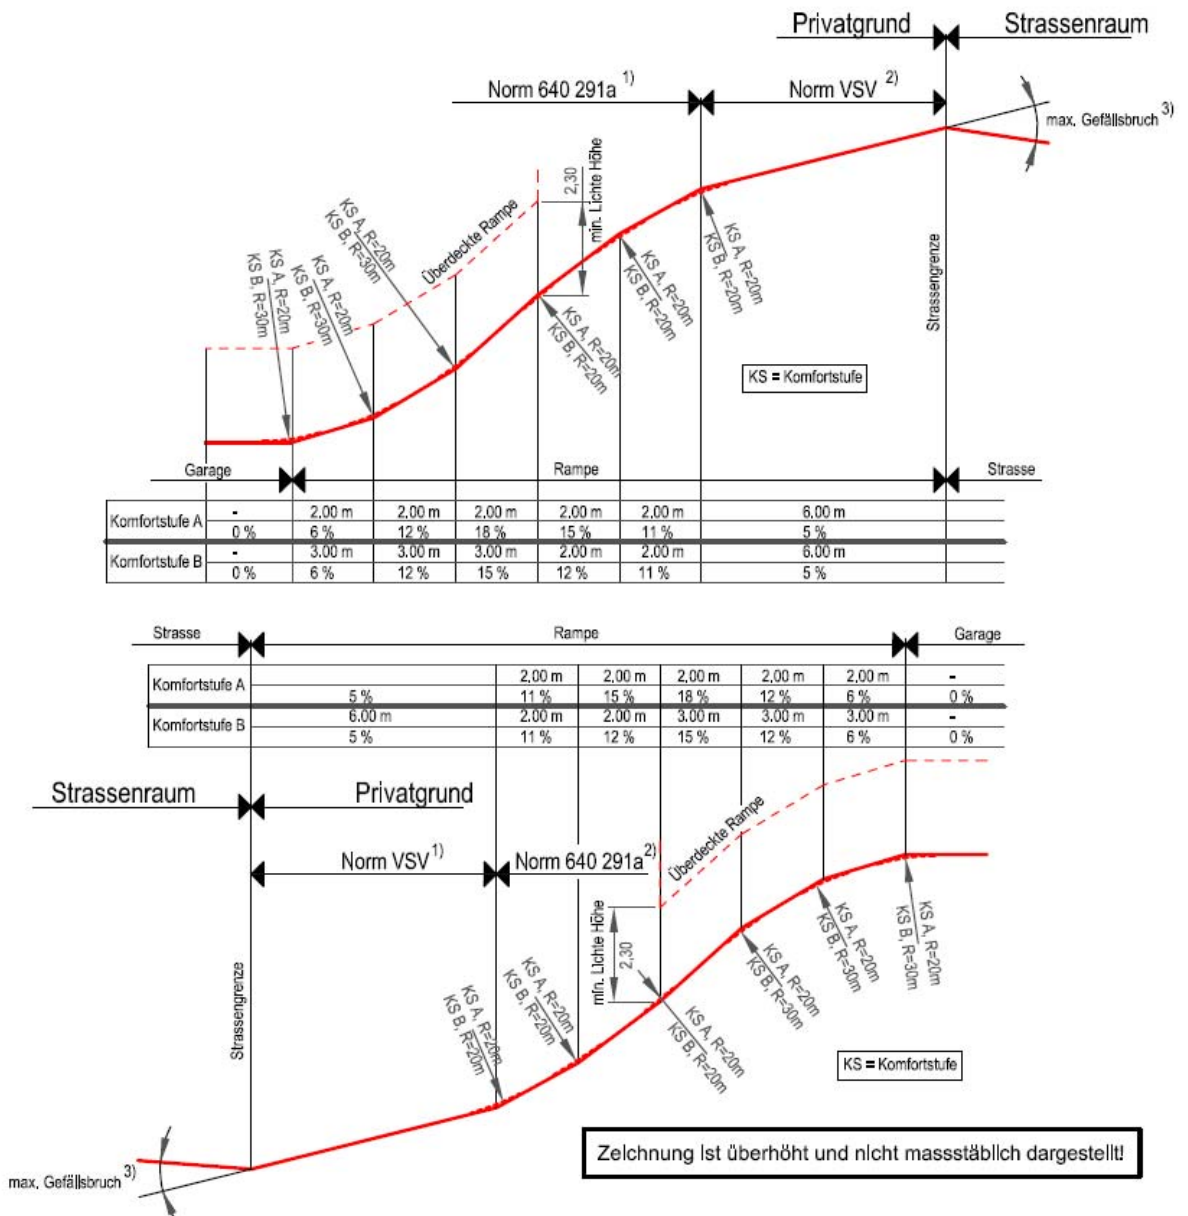 Privatgrund
Strassenraum
Norm 640 291a 1)
Norm VSV 2)
max. Gefällsbruch 3)
2,30
min. Lichte Höhe
Überdeckte Rampe
KS A, R=20m
KS B, R=30m
KS A, R=20m
KS B, R=30m
KS A, R=20m
KS B, R=30m
KS A, R=20m
KS B, R=20m
KS A, R=20m
KS B, R=20m
KS A, R=20m
KS B, R=20m
Strassengrenze
KS = Komfortstufe
Garage
Rampe
Strasse
Komfortstufe A
- 2.00 m 2.00 m 2.00 m 2.00 m 2.00 m 6.00 m
0 % 6 % 12 % 18 % 15 % 11 % 5 %
Komfortstufe B
- 3.00 m 3.00 m 3.00 m 2.00 m 2.00 m 6.00 m
0 % 6 % 12 % 15 % 12 % 11 % 5 %
Strasse
Rampe
Garage
Komfortstufe A
2.00 m 2.00 m 2.00 m 2.00 m 2.00 m -
5 % 11 % 15 % 18 % 12 % 6 % 0 %
Komfortstufe B
6.00 m 2.00 m 2.00 m 3.00 m 3.00 m 3.00 m -
5 % 11 % 12 % 15 % 12 % 6 % 0 %
Strassenraum
Privatgrund
Norm VSV 1)
Norm 640 291a 2)
Überdeckte Rampe
min. Lichte Höhe
2,30
Strassengrenze
KS A, R=20m
KS B, R=20m
KS A, R=20m
KS B, R=20m
KS A, R=20m
KS B, R=20m
KS A, R=20m
KS B, R=30m
KS A, R=20m
KS B, R=30m
KS A, R=20m
KS B, R=30m
KS = Komfortstufe
Zeichnung ist überhöht und nicht massstäblich dargestellt!
max. Gefällsbruch 3)